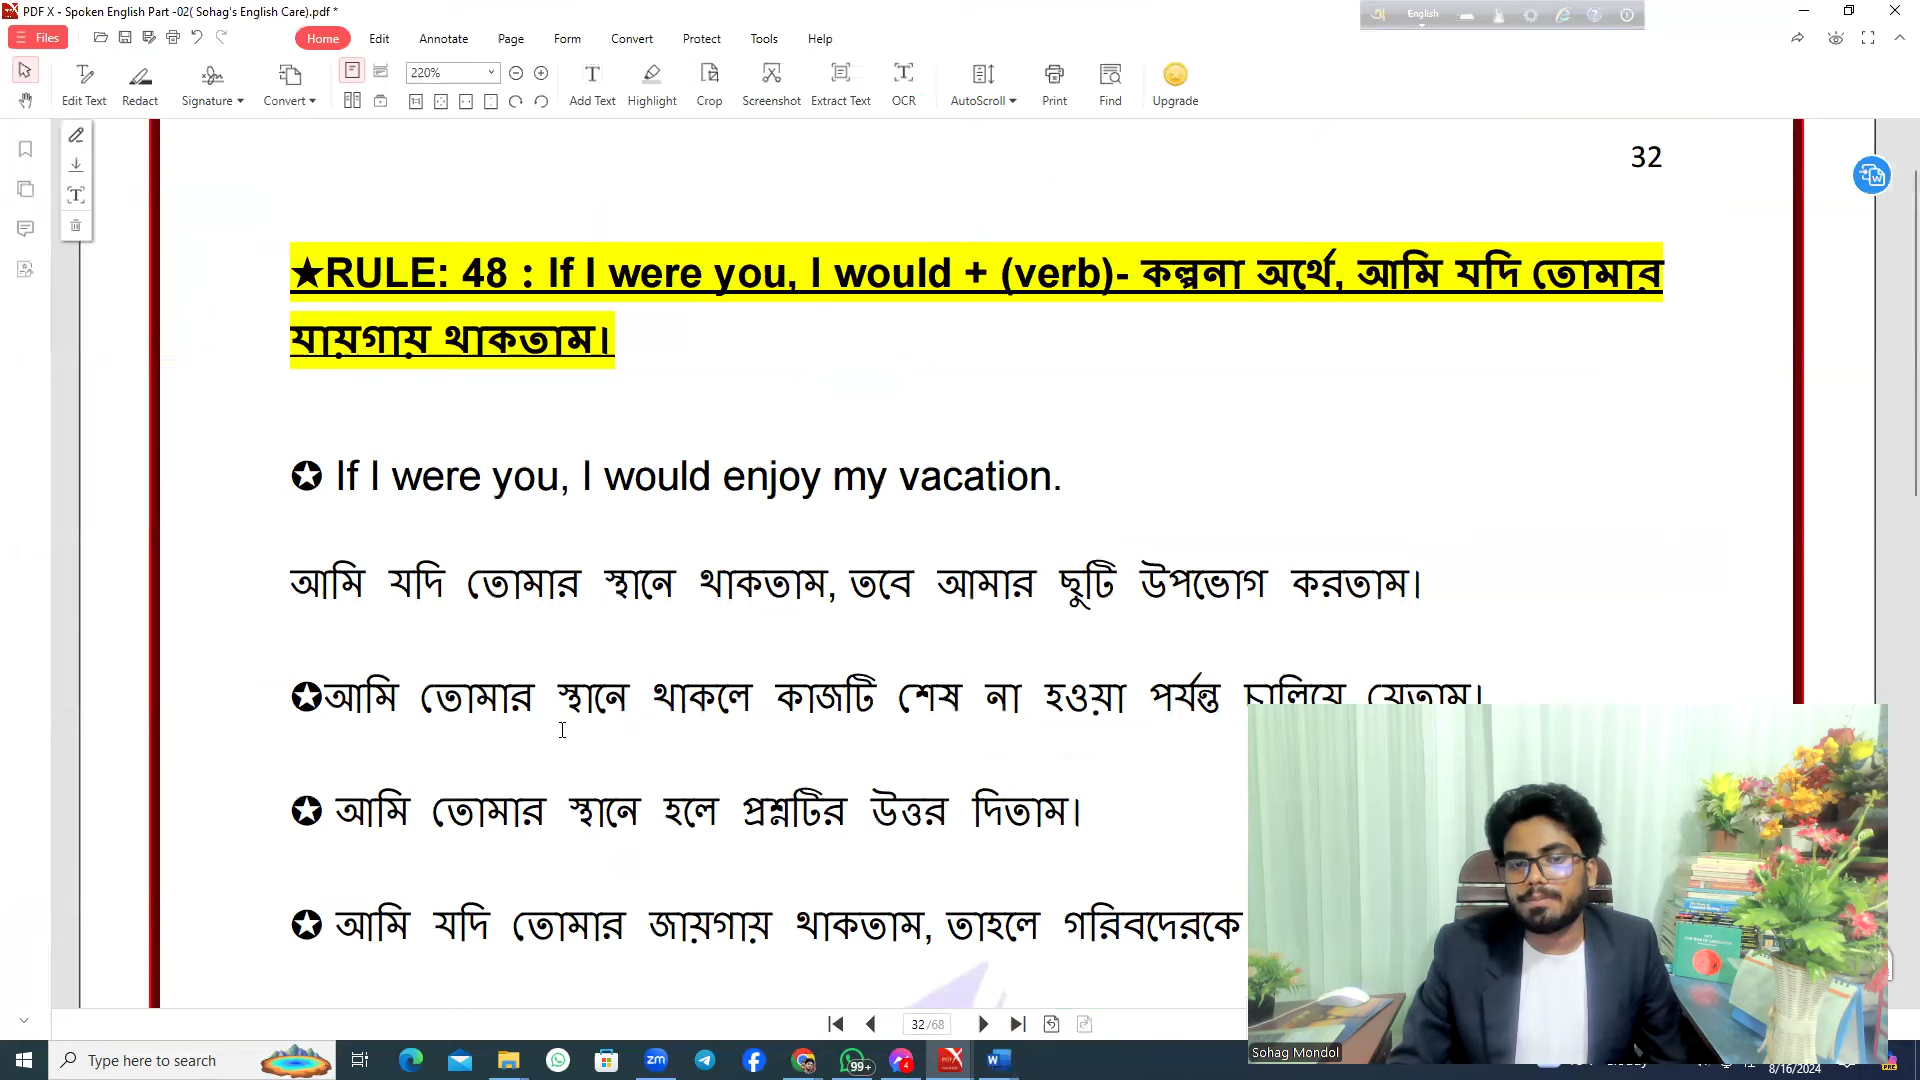 PDF X - Spoken English Part -02( Sohag's English Care).pdf *
English
Files
Home Edit Annotate Page Form Convert Protect Tools Help
220%
Edit Text Redact Signature Convert Add Text Highlight Crop Screenshot Extract Text OCR AutoScroll Print Find Upgrade
32
★RULE: 48 : If I were you, I would + (verb)- কল্পনা অর্থে, আমি যদি তোমার
যায়গায় থাকতাম।
✪ If I were you, I would enjoy my vacation.
আমি যদি তোমার স্থানে থাকতাম, তবে আমার ছুটি উপভোগ করতাম।
✪আমি তোমার স্থানে থাকলে কাজটি শেষ না হওয়া পর্যন্ত চালিয়ে যেতাম।
✪ আমি তোমার স্থানে হলে প্রশ্নটির উত্তর দিতাম।
✪ আমি যদি তোমার জায়গায় থাকতাম, তাহলে গরিবদেরকে
32/68
Sohag Mondol
Type here to search
zm
99+
4
8/16/2024